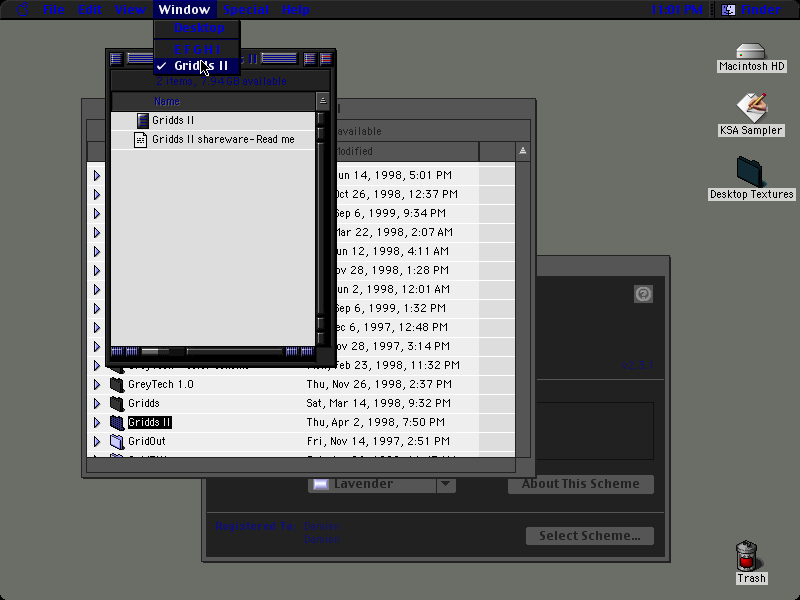 File Edit View Window Special Help 11:01 PM Finder
Desktop
E F G H I
✓ Gridds II
2 items, 7.94 GB available
Name
Gridds II
Gridds II shareware-Read me
available
Modified
Jun 14, 1998, 5:01 PM
Oct 26, 1998, 12:37 PM
Sep 6, 1999, 9:34 PM
Mar 22, 1998, 2:07 AM
Jun 12, 1998, 4:11 AM
Nov 28, 1998, 1:28 PM
Jun 2, 1998, 12:01 AM
Sep 6, 1999, 1:32 PM
Dec 6, 1997, 12:48 PM
Nov 28, 1997, 3:14 PM
Mon, Feb 23, 1998, 11:32 PM
GreyTech 1.0 Thu, Nov 26, 1998, 2:37 PM
Gridds Sat, Mar 14, 1998, 9:32 PM
Gridds II Thu, Apr 2, 1998, 7:50 PM
GridOut Fri, Nov 14, 1997, 2:51 PM
Lavender
About This Scheme
Registered To
Select Scheme...
Macintosh HD
KSA Sampler
Desktop Textures
Trash